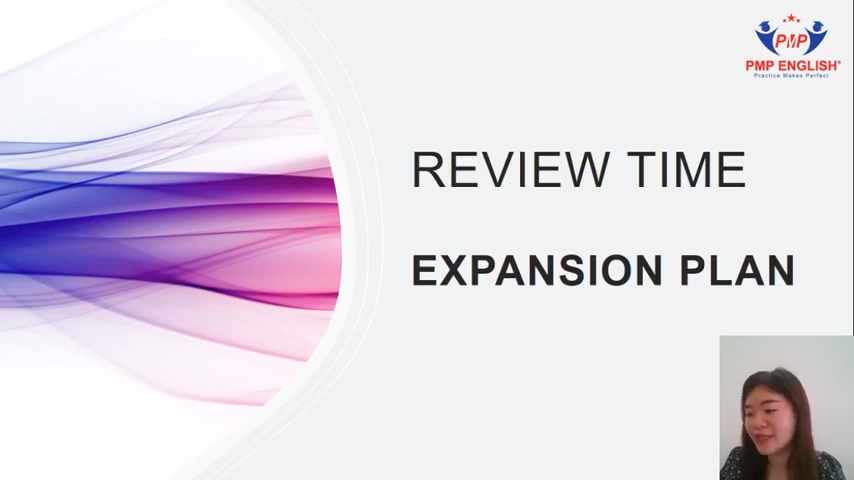 PMP
PMP ENGLISH®
Practice Makes Perfect
REVIEW TIME
EXPANSION PLAN